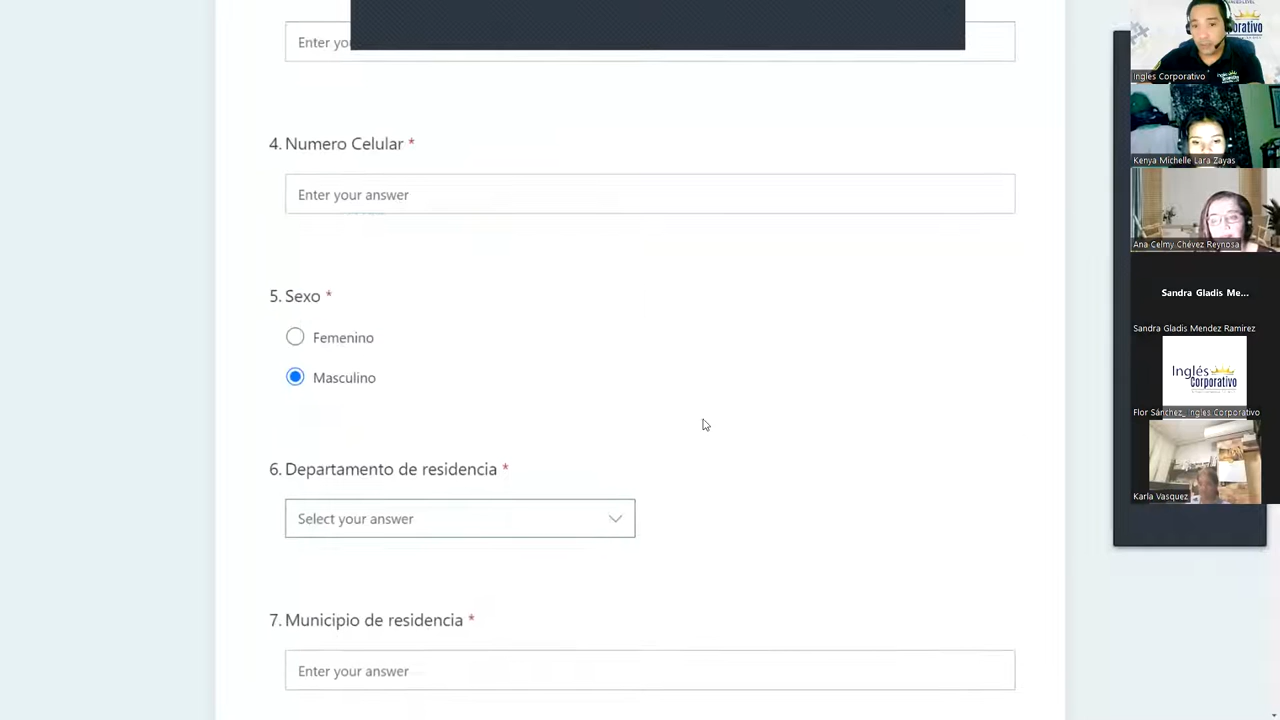 Enter yo
4. Numero Celular *
Enter your answer
5. Sexo *
Femenino
Masculino
6. Departamento de residencia *
Select your answer
7. Municipio de residencia *
Enter your answer
orativo
Ingles Corporativo
Kenya Michelle Lara Zayas
Ana Celmy Chévez Reynosa
Sandra Gladis Me...
Sandra Gladis Mendez Ramirez
Inglés
Corporativo
Flor Sánchez_ Ingles Corporativo
Karla Vasquez